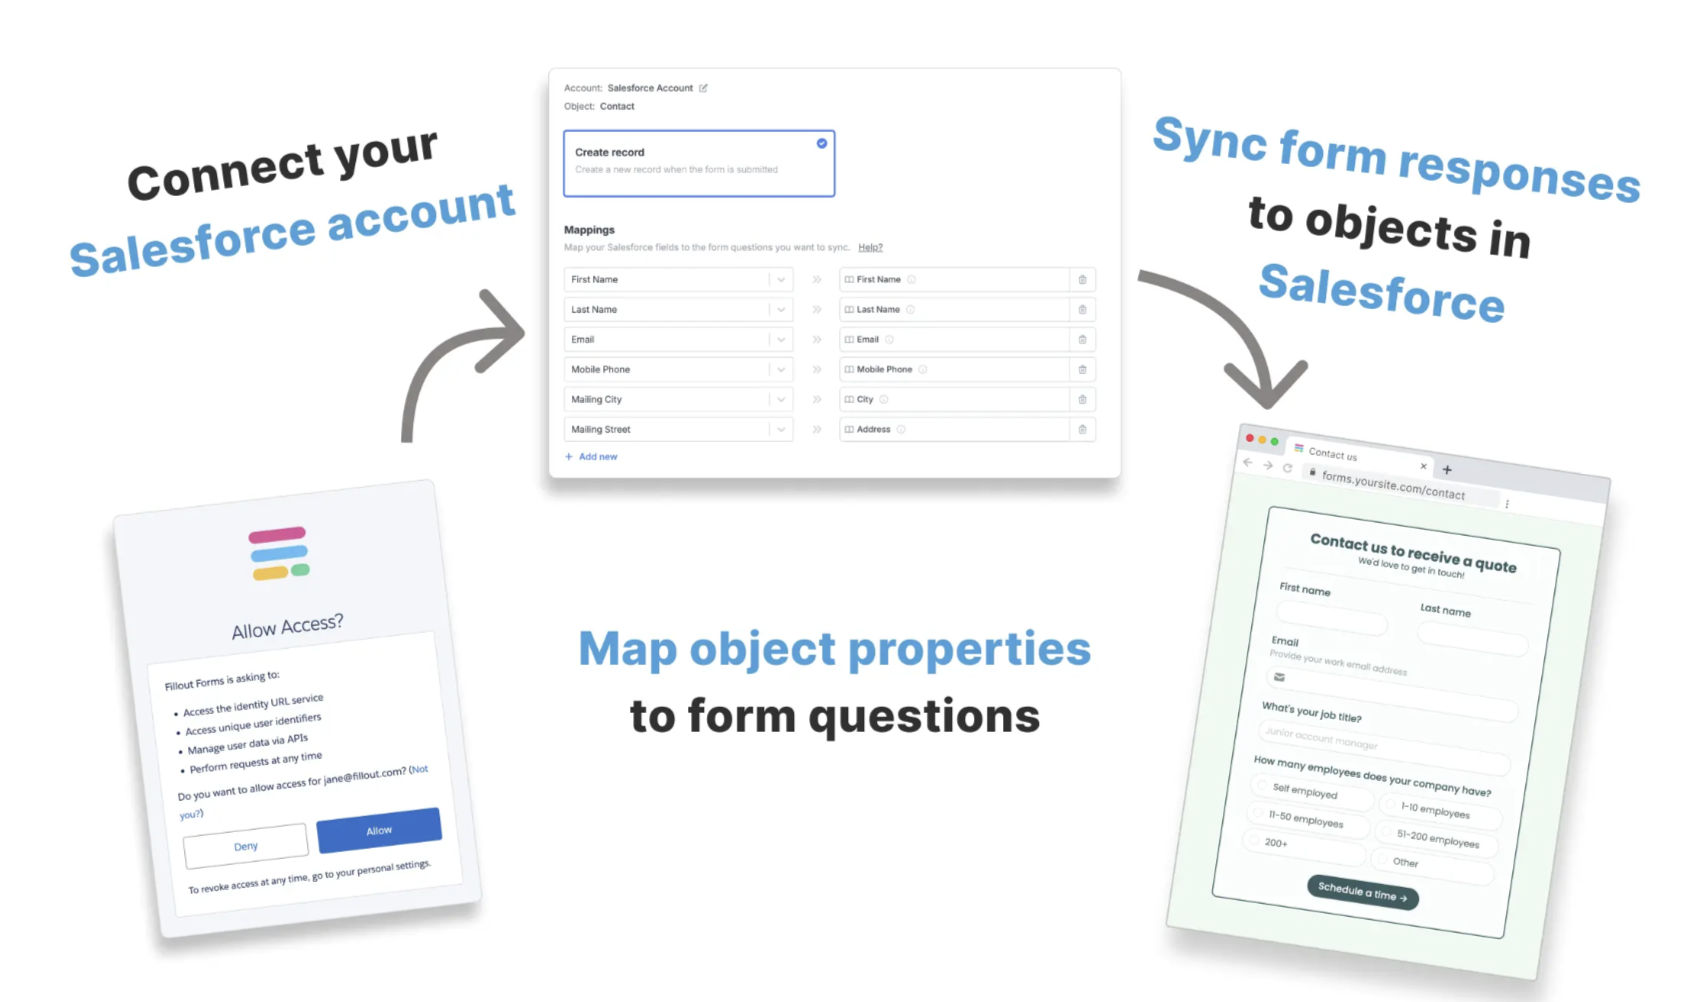 Connect your
Salesforce account
Account: Salesforce Account
Object: Contact
Create record
Create a new record when the form is submitted
Mappings
Map your Salesforce fields to the form questions you want to sync. Help?
First Name » First Name
Last Name » Last Name
Email » Email
Mobile Phone » Mobile Phone
Mailing City » City
Mailing Street » Address
+ Add new
Sync form responses
to objects in
Salesforce
Allow Access?
Fillout Forms is asking to:
• Access the identity URL service
• Access unique user identifiers
• Manage user data via APIs
• Perform requests at any time
Do you want to allow access for jane@fillout.com? (Not
you?)
Deny
Allow
To revoke access at any time, go to your personal settings.
Map object properties
to form questions
Contact us
forms.yoursite.com/contact
Contact us to receive a quote
We'd love to get in touch!
First name
Last name
Email
Provide your work email address
What's your job title?
Junior account manager
How many employees does your company have?
Self employed
1-10 employees
11-50 employees
51-200 employees
200+
Other
Schedule a time →